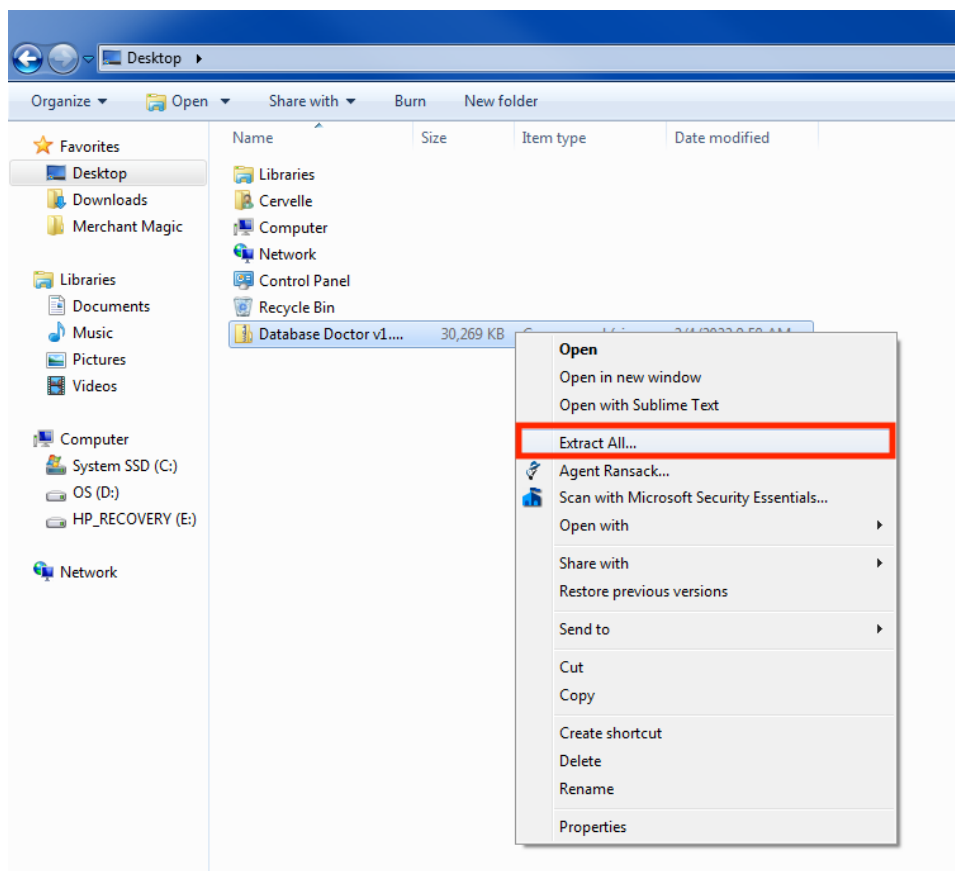 Desktop
Organize Open Share with Burn New folder
Name Size Item type Date modified
Favorites
Desktop
Downloads
Merchant Magic
Libraries
Documents
Music
Pictures
Videos
Computer
System SSD (C:)
OS (D:)
HP_RECOVERY (E:)
Network
Libraries
Cervelle
Computer
Network
Control Panel
Recycle Bin
Database Doctor v1.... 30,269 KB
Open
Open in new window
Open with Sublime Text
Extract All...
Agent Ransack...
Scan with Microsoft Security Essentials...
Open with
Share with
Restore previous versions
Send to
Cut
Copy
Create shortcut
Delete
Rename
Properties